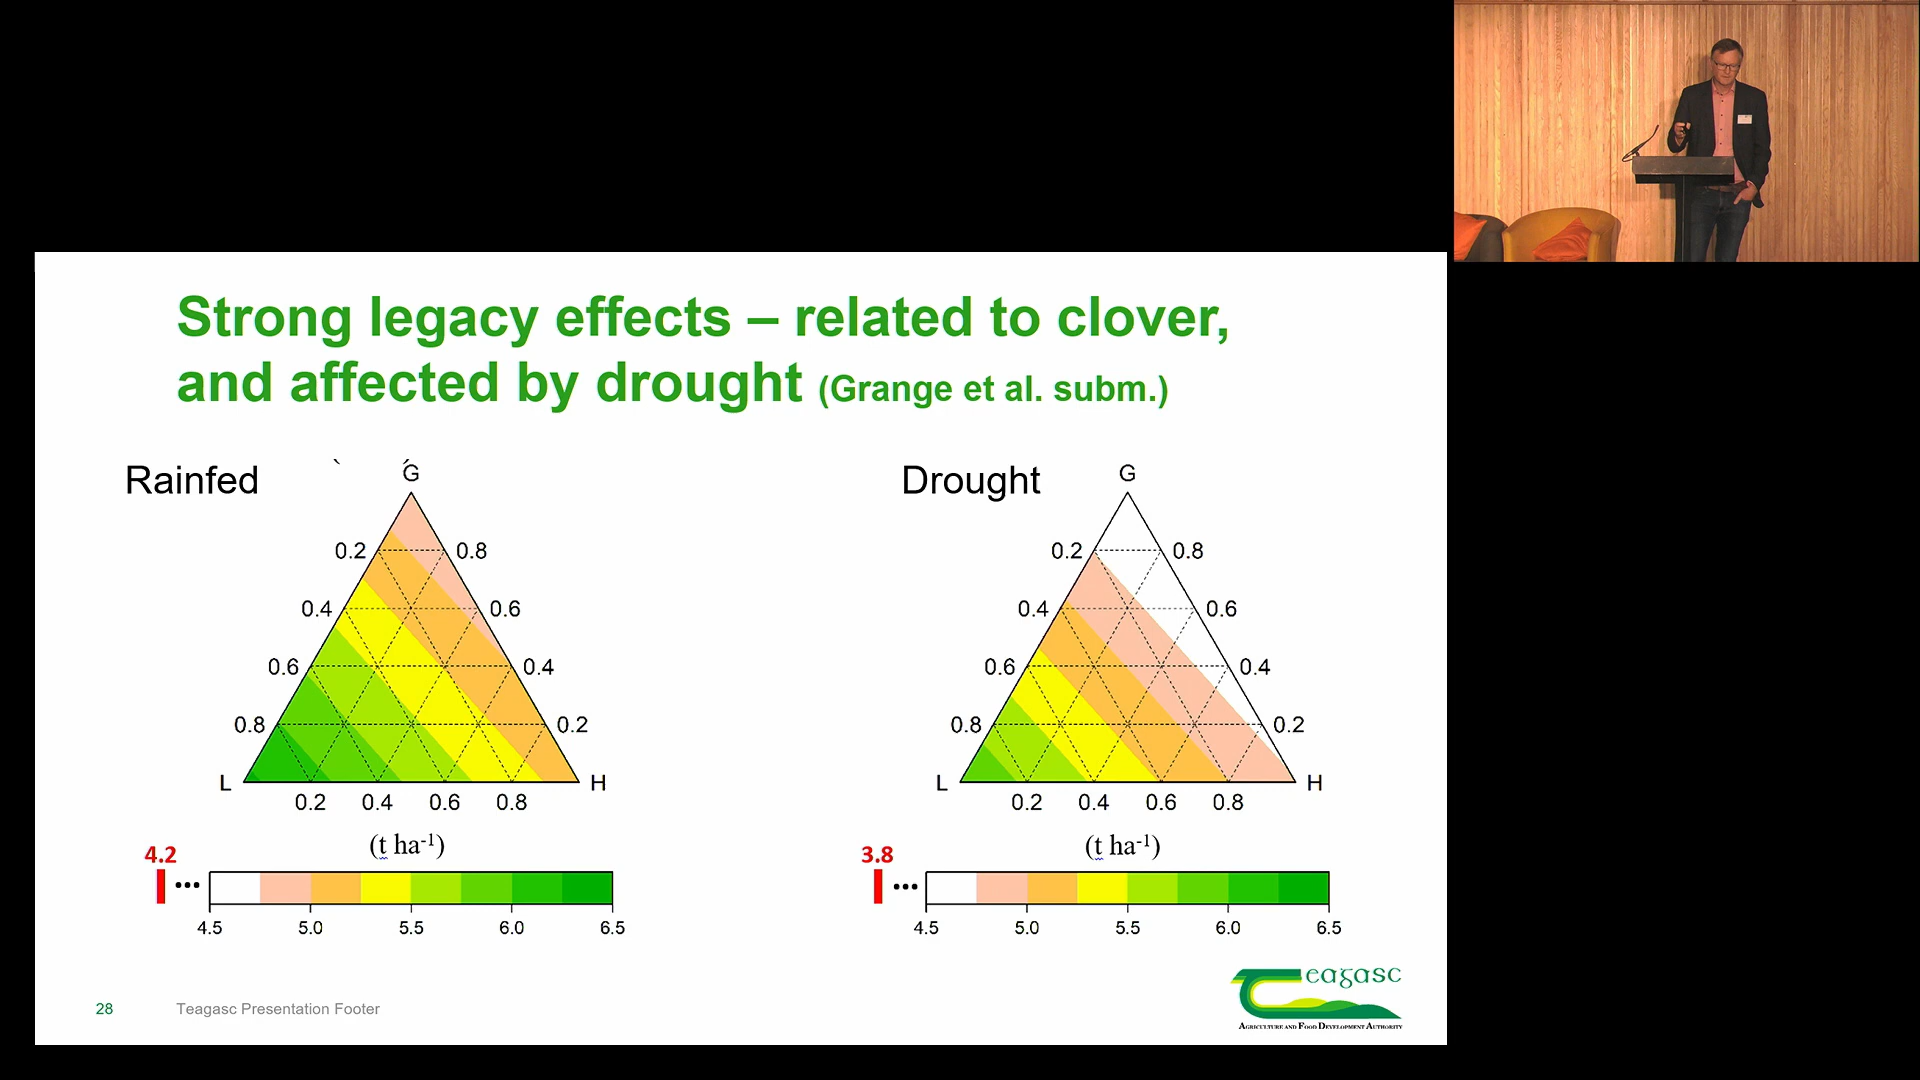 Strong legacy effects – related to clover,
and affected by drought (Grange et al. subm.)
Rainfed
G
0.2 0.8
0.4 0.6
0.6 0.4
0.8 0.2
L H
0.2 0.4 0.6 0.8
(t ha-1)
4.2
...
4.5 5.0 5.5 6.0 6.5
Drought
G
0.2 0.8
0.4 0.6
0.6 0.4
0.8 0.2
L H
0.2 0.4 0.6 0.8
(t ha-1)
3.8
...
4.5 5.0 5.5 6.0 6.5
28 Teagasc Presentation Footer
Teagasc
AGRICULTURE AND FOOD DEVELOPMENT AUTHORITY